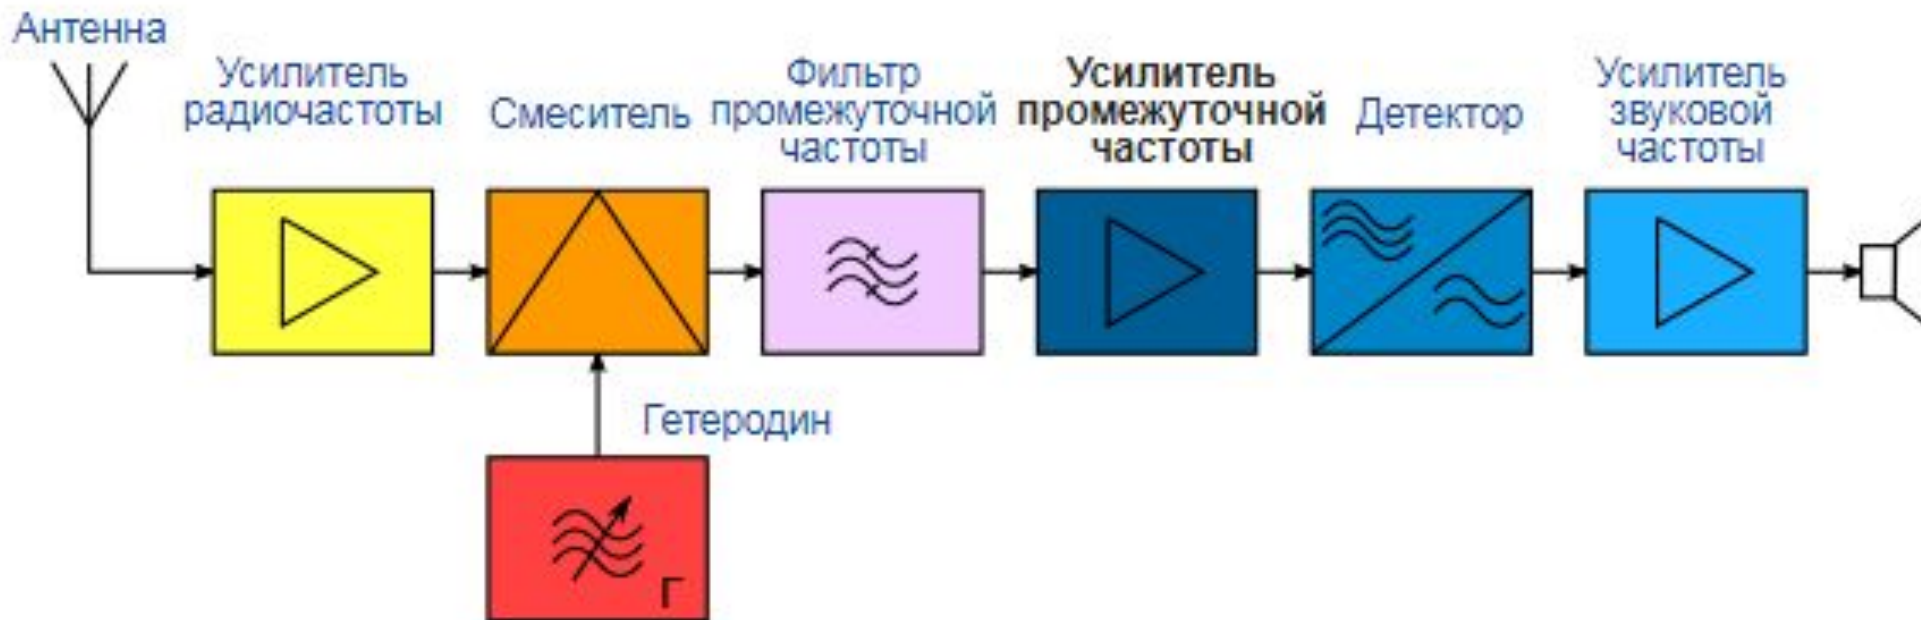 Антенна
Усилитель
радиочастоты
Смеситель
Фильтр
промежуточной
частоты
Усилитель
промежуточной
частоты
Детектор
Усилитель
звуковой
частоты
Гетеродин
Г